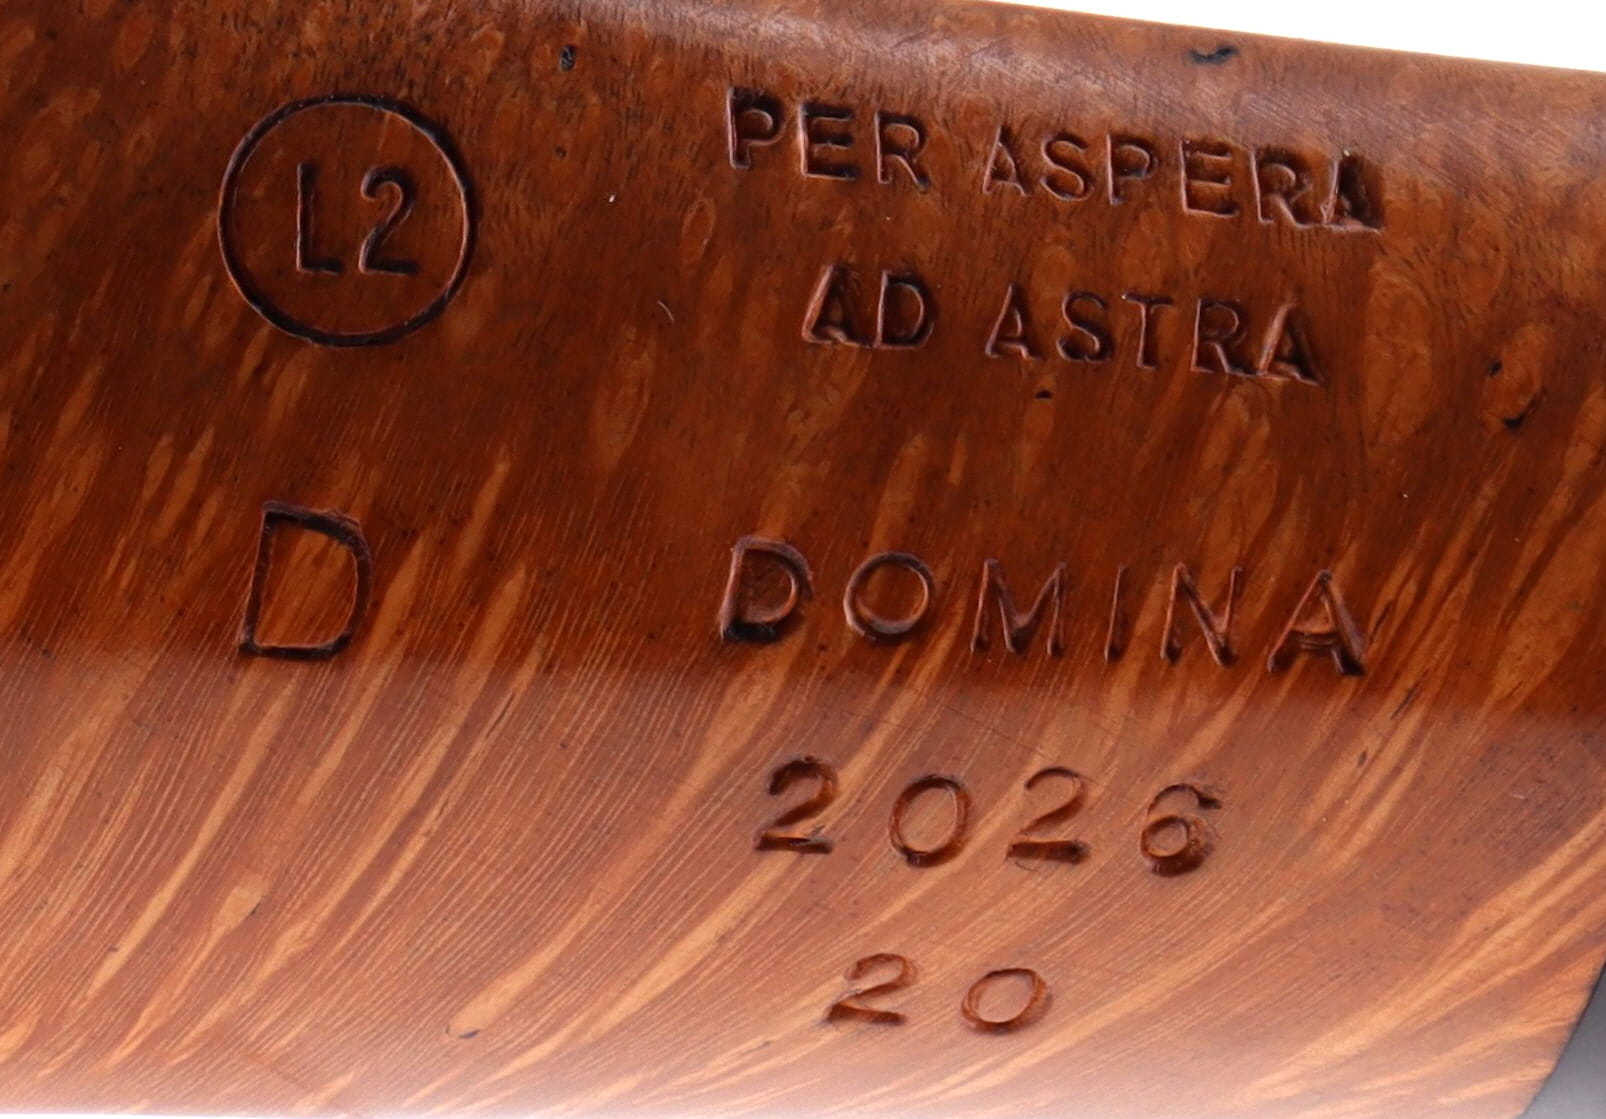 L2
PER ASPERA
AD ASTRA
D
DOMINA
2026
20